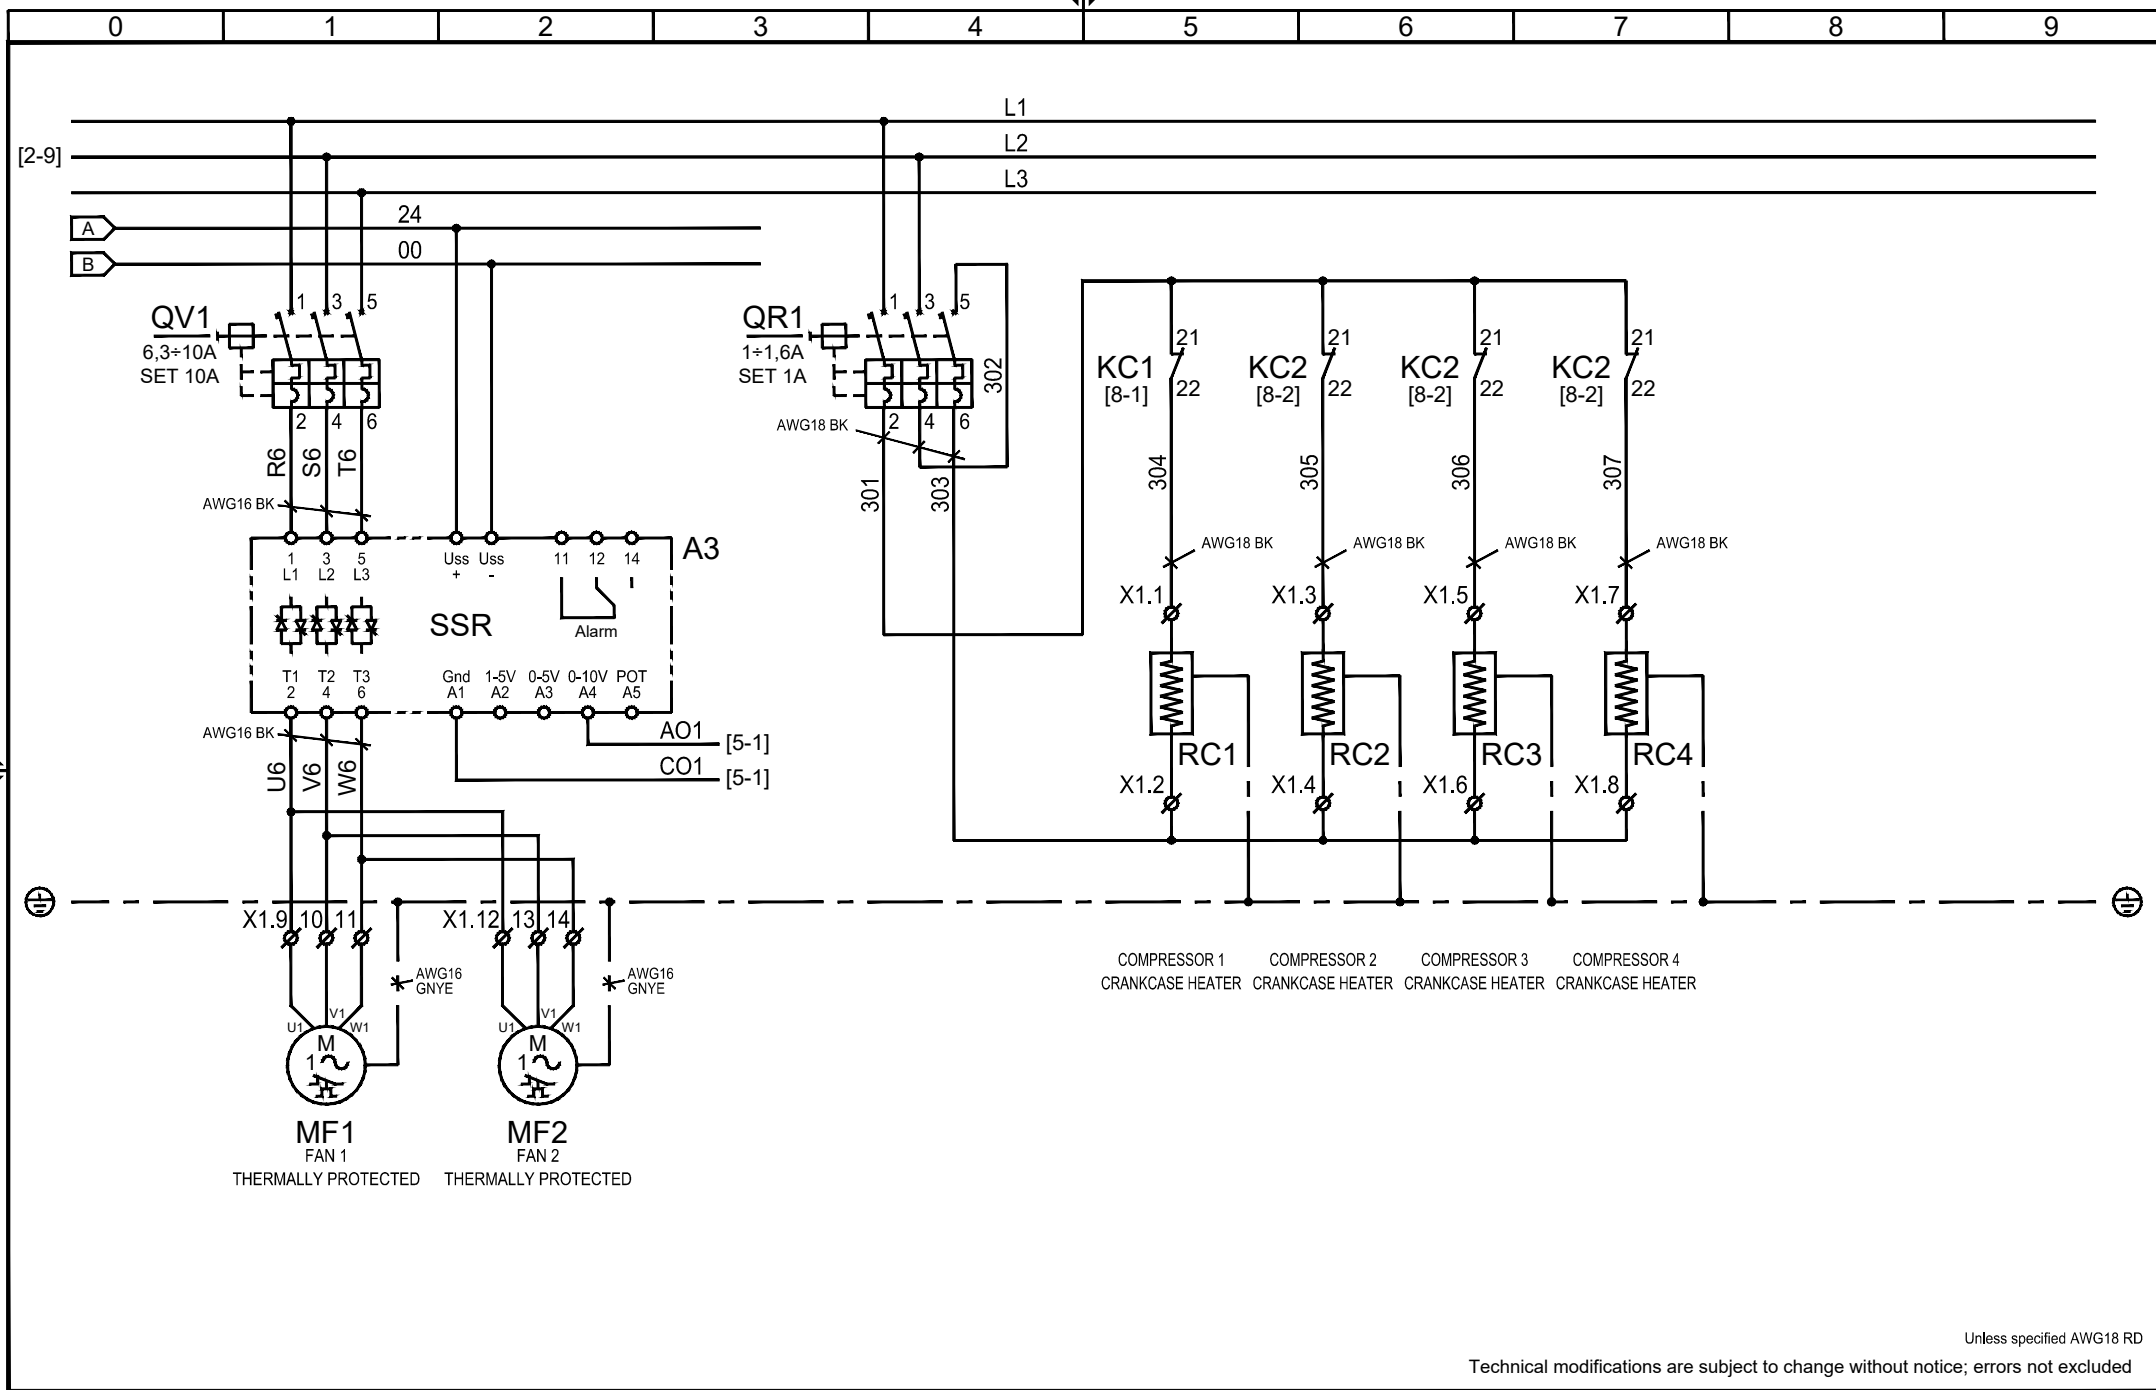 0 1 2 3 4 5 6 7 8 9
L1
[2-9] L2
L3
A 24
B 00
QV1
6,3÷10A
SET 10A
1 3 5
2 4 6
R6 S6 T6
AWG16 BK
QR1
1÷1,6A
SET 1A
1 3 5
302
AWG18 BK
2 4 6
301 303
KC1
[8-1]
21
22
KC2
[8-2]
21
22
KC2
[8-2]
21
22
KC2
[8-2]
21
22
304 305 306 307
AWG18 BK AWG18 BK AWG18 BK AWG18 BK
A3
1 3 5 Uss Uss 11 12 14
L1 L2 L3 + -
SSR
Alarm
T1 T2 T3 Gnd 1-5V 0-5V 0-10V POT
2 4 6 A1 A2 A3 A4 A5
AWG16 BK
AO1 [5-1]
CO1 [5-1]
U6 V6 W6
X1.1 X1.3 X1.5 X1.7
RC1 RC2 RC3 RC4
X1.2 X1.4 X1.6 X1.8
X1.9 10 11 X1.12 13 14
AWG16
GNYE
AWG16
GNYE
U1 V1 W1
M
1
U1 V1 W1
M
1
MF1
FAN 1
THERMALLY PROTECTED
MF2
FAN 2
THERMALLY PROTECTED
COMPRESSOR 1
CRANKCASE HEATER
COMPRESSOR 2
CRANKCASE HEATER
COMPRESSOR 3
CRANKCASE HEATER
COMPRESSOR 4
CRANKCASE HEATER
Unless specified AWG18 RD
Technical modifications are subject to change without notice; errors not excluded